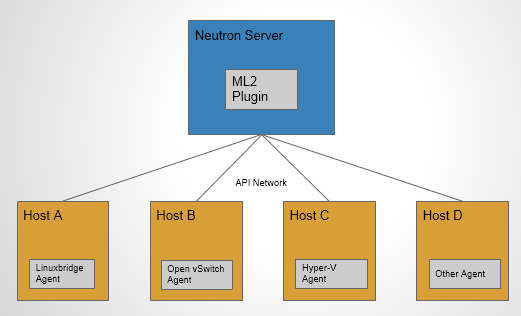 Neutron Server
ML2
Plugin
API Network
Host A
Host B
Host C
Host D
Linuxbridge
Agent
Open vSwitch
Agent
Hyper-V
Agent
Other Agent